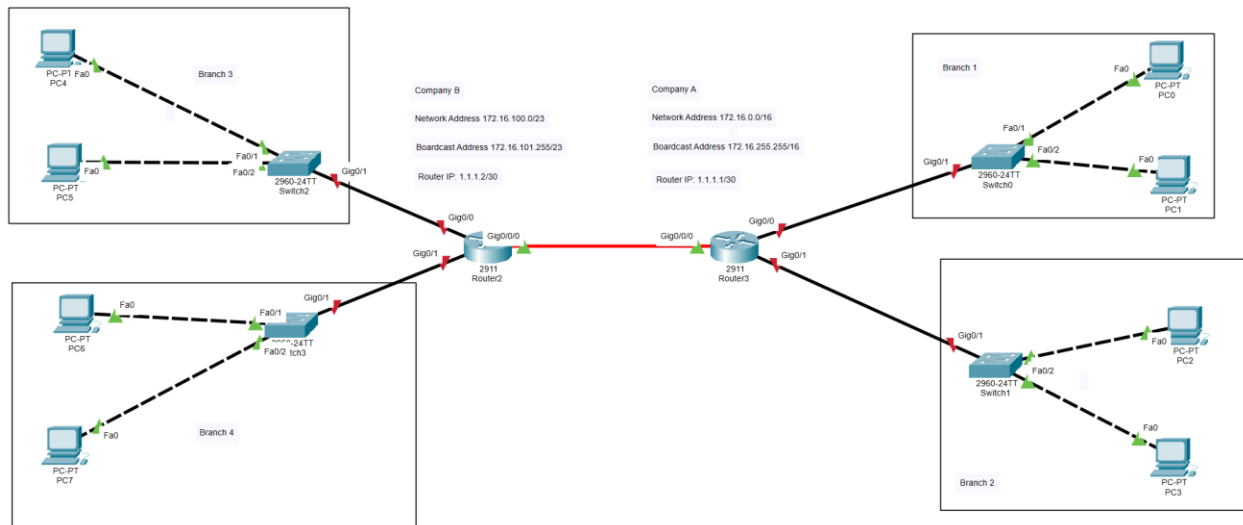 Branch 3
PC-PT
PC4
Fa0
Fa0/1
Fa0/2
Fa0
PC-PT
PC5
2960-24TT
Switch2
Gig0/1
Company B
Network Address 172.16.100.0/23
Boardcast Address 172.16.101.255/23
Router IP: 1.1.1.2/30
Company A
Network Address 172.16.0.0/16
Boardcast Address 172.16.255.255/16
Router IP: 1.1.1.1/30
Branch 1
Fa0
PC-PT
PC0
Fa0/1
Fa0/2
Fa0
PC-PT
PC1
Gig0/1
2960-24TT
Switch0
Gig0/0
Gig0/1
Gig0/0/0
2911
Router2
Gig0/0/0
Gig0/0
Gig0/1
2911
Router3
Fa0
PC-PT
PC6
Gig0/1
Fa0/1
Fa0/2
Fa0
PC-PT
PC7
Branch 4
Gig0/1
2960-24TT
Switch1
Fa0/2
Fa0
PC-PT
PC2
Fa0
PC-PT
PC3
Branch 2